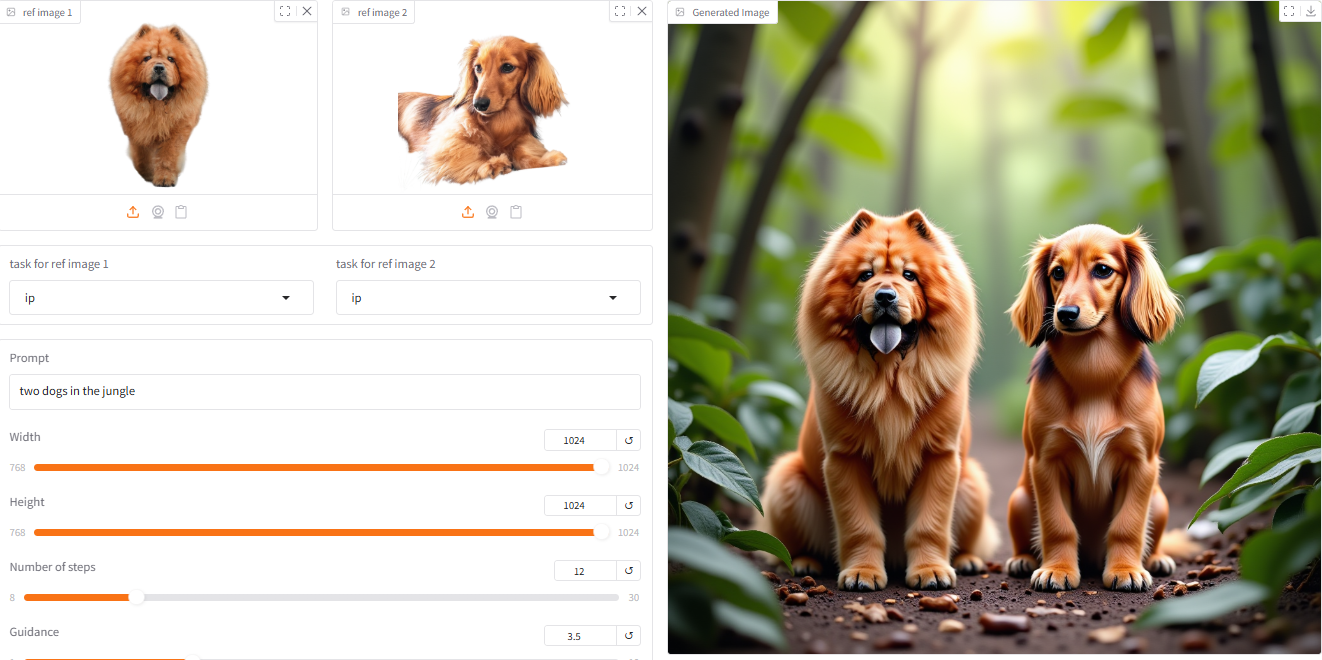 ref image 1
ref image 2
task for ref image 1
task for ref image 2
ip
ip
Prompt
two dogs in the jungle
Width
1024
768
1024
Height
1024
768
1024
Number of steps
12
8
30
Guidance
3.5
Generated Image